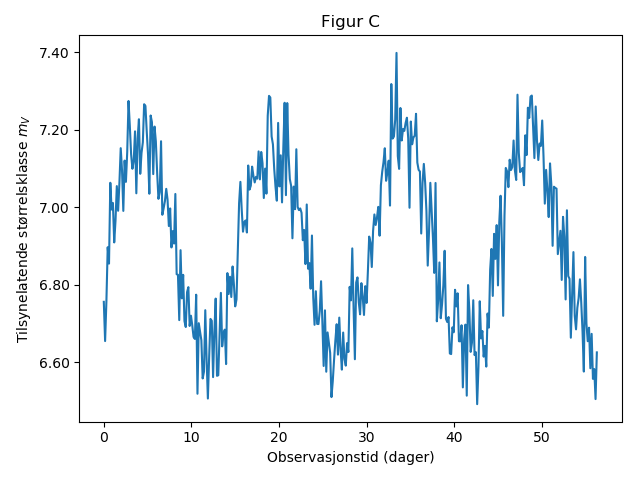 Figur C
Tilsynelatende størrelsklasse $m_V$
7.40
7.20
7.00
6.80
6.60
0 10 20 30 40 50
Observasjonstid (dager)